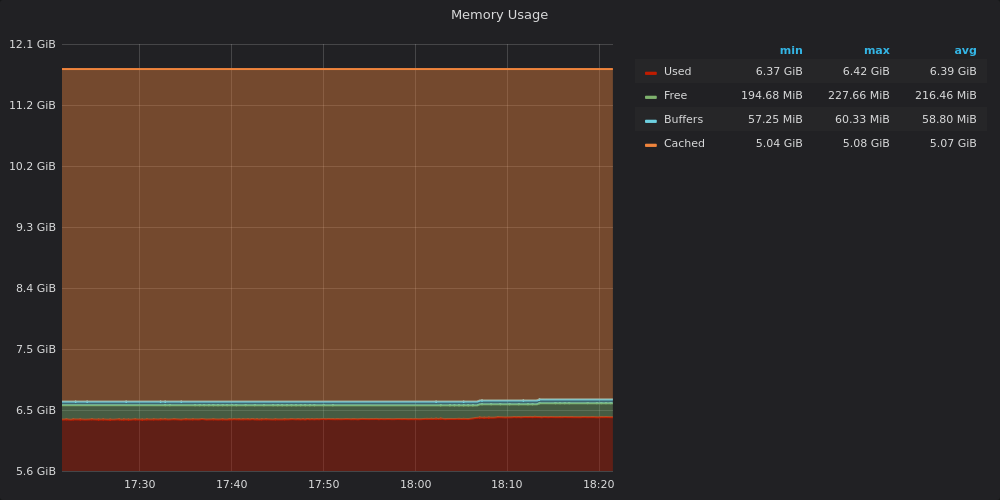 Memory Usage
12.1 GiB
11.2 GiB
10.2 GiB
9.3 GiB
8.4 GiB
7.5 GiB
6.5 GiB
5.6 GiB
17:30 17:40 17:50 18:00 18:10 18:20
min max avg
Used 6.37 GiB 6.42 GiB 6.39 GiB
Free 194.68 MiB 227.66 MiB 216.46 MiB
Buffers 57.25 MiB 60.33 MiB 58.80 MiB
Cached 5.04 GiB 5.08 GiB 5.07 GiB